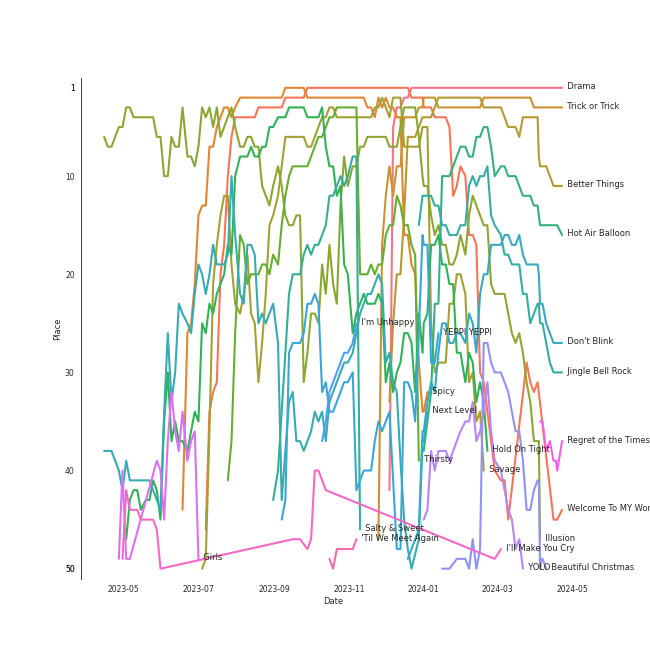 1
Drama
Trick or Trick
10
Better Things
Hot Air Balloon
20
I'm Unhappy
YEPPI YEPPI
Don't Blink
30
Jingle Bell Rock
Spicy
Next Level
Regret of the Times
Hold On Tight
40
Thirsty
Savage
Welcome To MY Wor
Salty & Sweet
'Til We Meet Again
Illusion
I'll Make You Cry
Girls
50
YOLO
Beautiful Christmas
Place
2023-05
2023-07
2023-09
2023-11
2024-01
2024-03
2024-05
Date